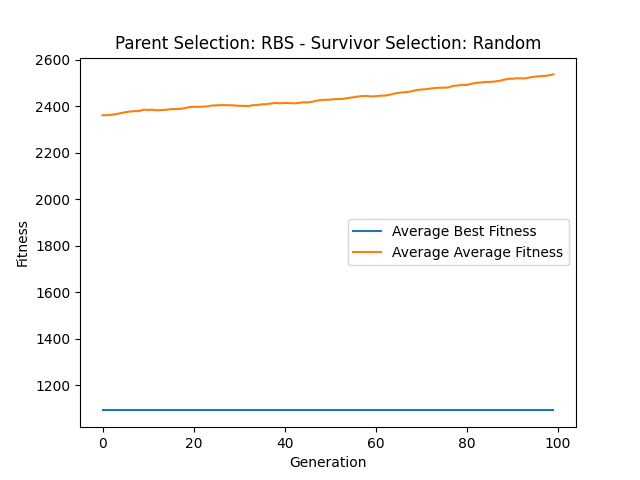 Parent Selection: RBS - Survivor Selection: Random
2600
2400
2200
2000
1800
1600
1400
1200
Fitness
Average Best Fitness
Average Average Fitness
0 20 40 60 80 100
Generation